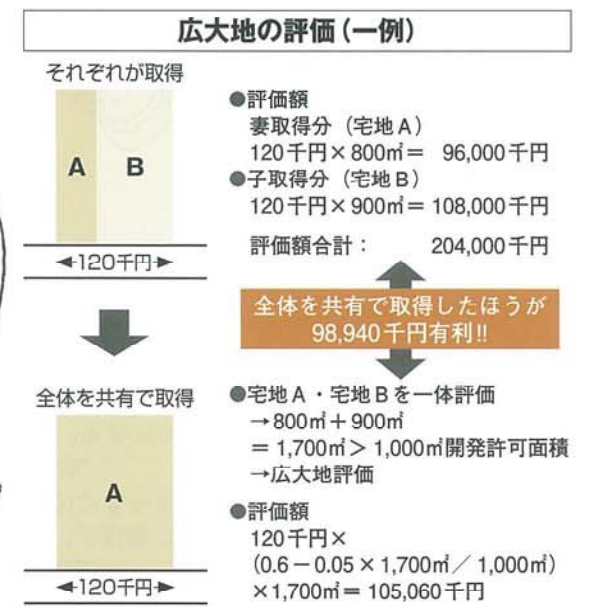 広大地の評価（一例）
それぞれが取得
A B
◄120千円►
●評価額
妻取得分（宅地A）
120千円×800㎡＝ 96,000千円
●子取得分（宅地B）
120千円×900㎡＝108,000千円
評価額合計： 204,000千円
全体を共有で取得したほうが
98,940千円有利!!
全体を共有で取得
A
◄120千円►
●宅地A・宅地Bを一体評価
→800㎡＋900㎡
＝1,700㎡＞1,000㎡開発許可面積
→広大地評価
●評価額
120千円×
(0.6－0.05×1,700㎡／1,000㎡)
×1,700㎡＝105,060千円